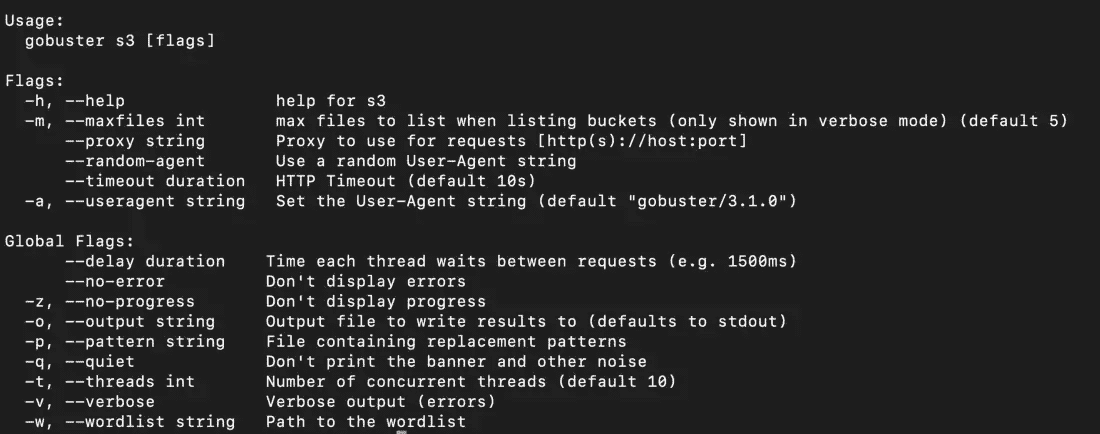 Usage:
  gobuster s3 [flags]

Flags:
  -h, --help               help for s3
  -m, --maxfiles int       max files to list when listing buckets (only shown in verbose mode) (default 5)
      --proxy string       Proxy to use for requests [http(s)://host:port]
      --random-agent       Use a random User-Agent string
      --timeout duration   HTTP Timeout (default 10s)
  -a, --useragent string   Set the User-Agent string (default "gobuster/3.1.0")

Global Flags:
      --delay duration    Time each thread waits between requests (e.g. 1500ms)
      --no-error          Don't display errors
  -z, --no-progress       Don't display progress
  -o, --output string     Output file to write results to (defaults to stdout)
  -p, --pattern string    File containing replacement patterns
  -q, --quiet             Don't print the banner and other noise
  -t, --threads int       Number of concurrent threads (default 10)
  -v, --verbose           Verbose output (errors)
  -w, --wordlist string   Path to the wordlist